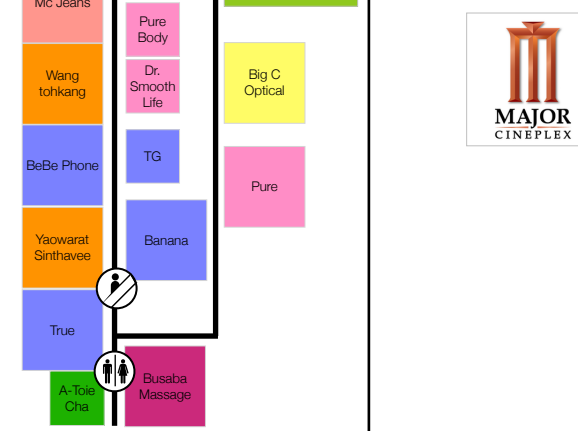 Mc Jeans
Pure
Body
Wang
tohkang
Dr.
Smooth
Life
Big C
Optical
MAJOR
CINEPLEX
BeBe Phone
TG
Pure
Yaowarat
Sinthavee
Banana
True
A-Toie
Cha
Busaba
Massage